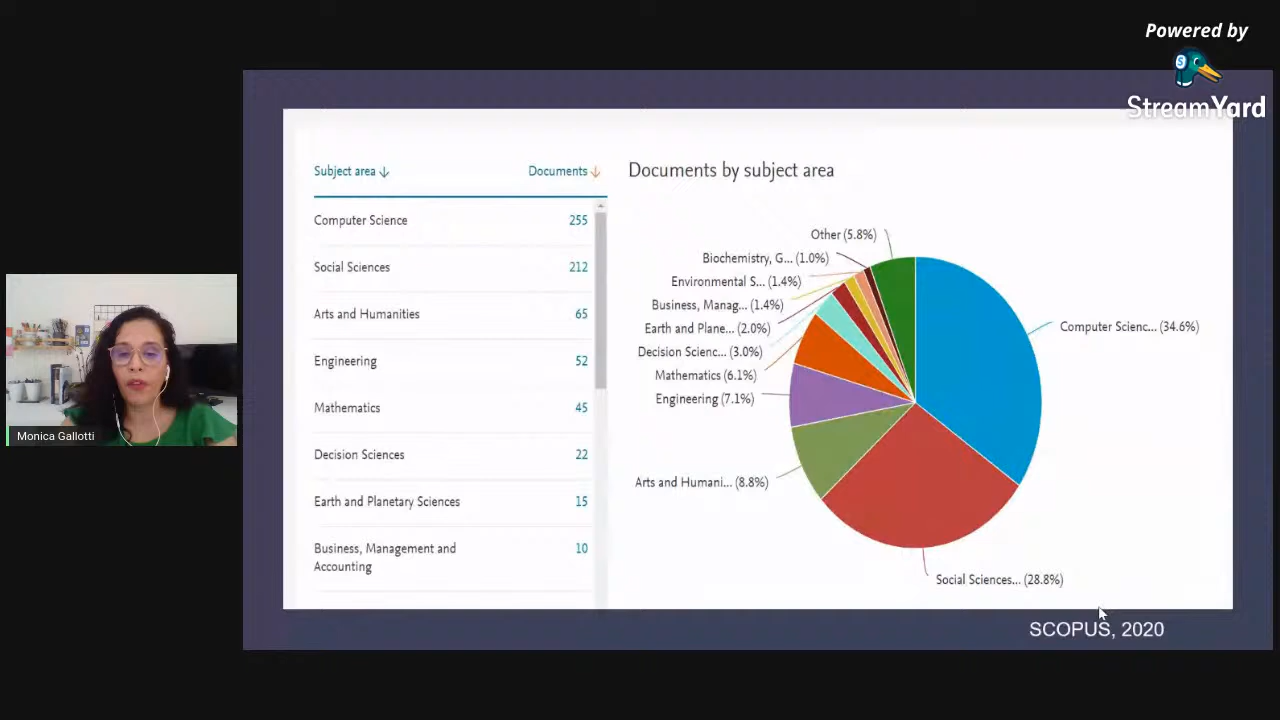 Powered by
StreamYard
Subject area
Documents
Computer Science 255
Social Sciences 212
Arts and Humanities 65
Engineering 52
Mathematics 45
Decision Sciences 22
Earth and Planetary Sciences 15
Business, Management and
Accounting
10
Documents by subject area
Other (5.8%)
Biochemistry, G... (1.0%)
Environmental S... (1.4%)
Business, Manag... (1.4%)
Earth and Plane... (2.0%)
Decision Scienc... (3.0%)
Mathematics (6.1%)
Engineering (7.1%)
Arts and Humani... (8.8%)
Computer Scienc... (34.6%)
Social Sciences... (28.8%)
SCOPUS, 2020
Monica Gallotti